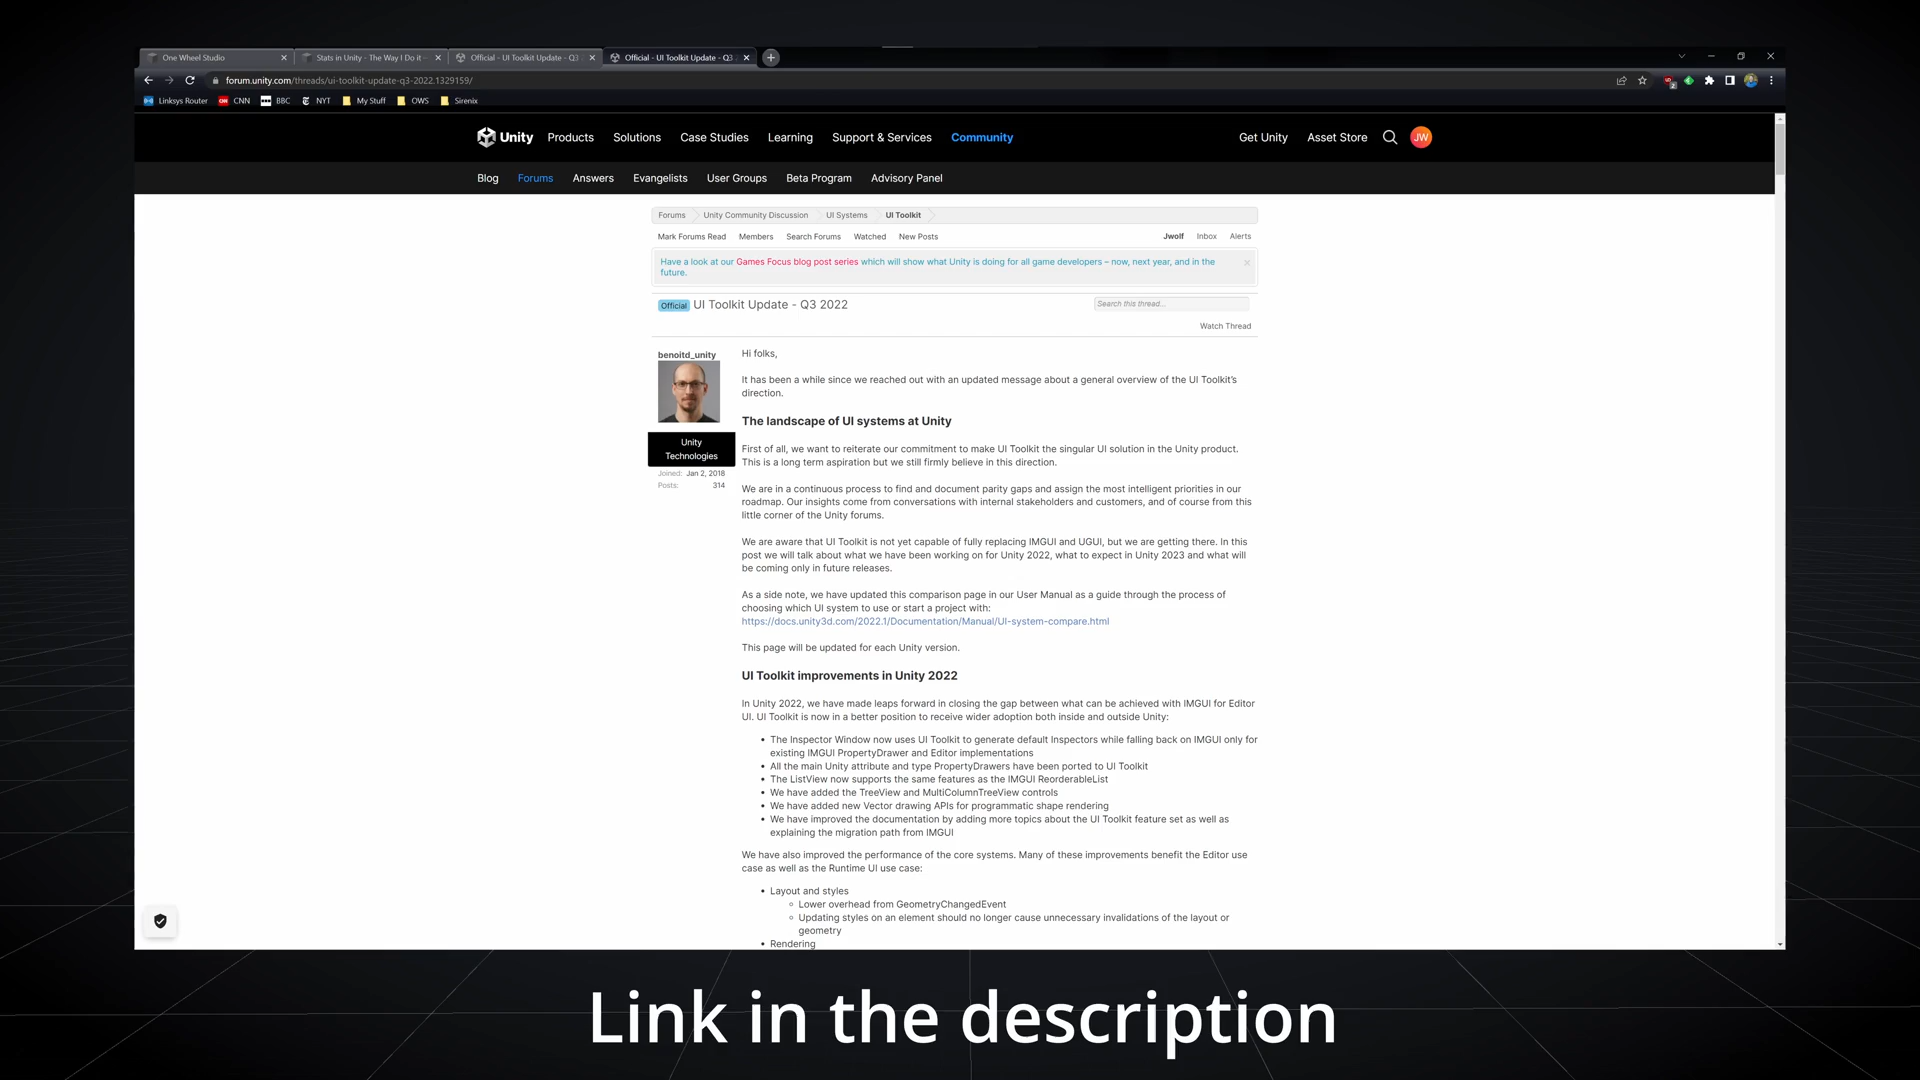 One Wheel Studio
Stats in Unity - The Way I Do it -
Official - UI Toolkit Update - Q3
Official - UI Toolkit Update - Q3
forum.unity.com/threads/ui-toolkit-update-q3-2022.1329159/
Linksys Router CNN BBC NYT My Stuff OWS Sirenix
Unity Products Solutions Case Studies Learning Support & Services Community Get Unity Asset Store JW
Blog Forums Answers Evangelists User Groups Beta Program Advisory Panel
Forums Unity Community Discussion UI Systems UI Toolkit
Mark Forums Read Members Search Forums Watched New Posts Jwolf Inbox Alerts
Have a look at our Games Focus blog post series which will show what Unity is doing for all game developers – now, next year, and in the
future.
Official UI Toolkit Update - Q3 2022
Search this thread...
Watch Thread
benoitd_unity
Unity
Technologies
Joined: Jan 2, 2018
Posts: 314
Hi folks,
It has been a while since we reached out with an updated message about a general overview of the UI Toolkit's
direction.
The landscape of UI systems at Unity
First of all, we want to reiterate our commitment to make UI Toolkit the singular UI solution in the Unity product.
This is a long term aspiration but we still firmly believe in this direction.
We are in a continuous process to find and document parity gaps and assign the most intelligent priorities in our
roadmap. Our insights come from conversations with internal stakeholders and customers, and of course from this
little corner of the Unity forums.
We are aware that UI Toolkit is not yet capable of fully replacing IMGUI and UGUI, but we are getting there. In this
post we will talk about what we have been working on for Unity 2022, what to expect in Unity 2023 and what will
be coming only in future releases.
As a side note, we have updated this comparison page in our User Manual as a guide through the process of
choosing which UI system to use or start a project with:
https://docs.unity3d.com/2022.1/Documentation/Manual/UI-system-compare.html
This page will be updated for each Unity version.
UI Toolkit improvements in Unity 2022
In Unity 2022, we have made leaps forward in closing the gap between what can be achieved with IMGUI for Editor
UI. UI Toolkit is now in a better position to receive wider adoption both inside and outside Unity:
• The Inspector Window now uses UI Toolkit to generate default Inspectors while falling back on IMGUI only for
existing IMGUI PropertyDrawer and Editor implementations
• All the main Unity attribute and type PropertyDrawers have been ported to UI Toolkit
• The ListView now supports the same features as the IMGUI ReorderableList
• We have added the TreeView and MultiColumnTreeView controls
• We have added new Vector drawing APIs for programmatic shape rendering
• We have improved the documentation by adding more topics about the UI Toolkit feature set as well as
explaining the migration path from IMGUI
We have also improved the performance of the core systems. Many of these improvements benefit the Editor use
case as well as the Runtime UI use case:
• Layout and styles
◦ Lower overhead from GeometryChangedEvent
◦ Updating styles on an element should no longer cause unnecessary invalidations of the layout or
geometry
• Rendering
Link in the description